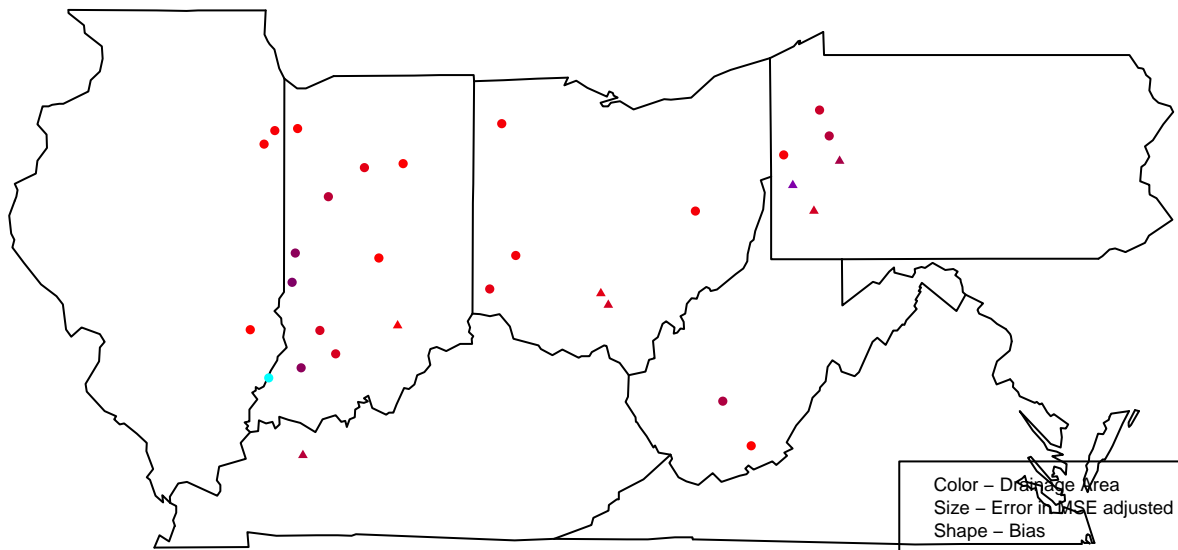 Color – Drainage Area
Size – Error in MSE adjusted
Shape – Bias